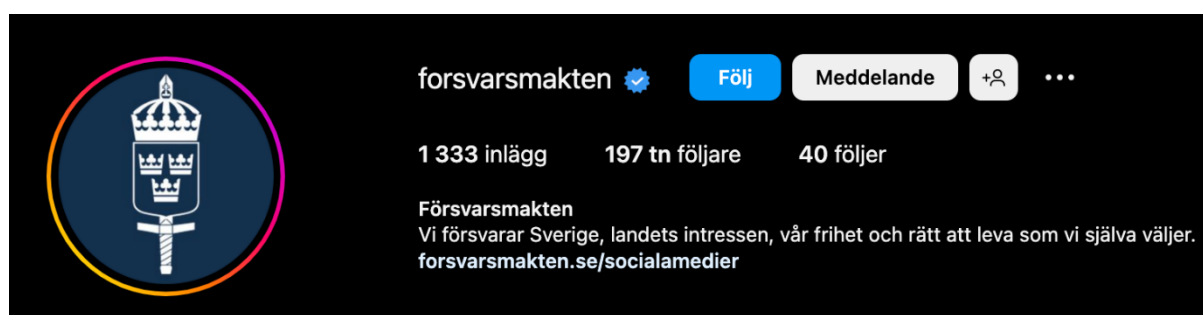 forsvarsmakten Följ Meddelande
1 333 inlägg 197 tn följare 40 följer
Försvarsmakten
Vi försvarar Sverige, landets intressen, vår frihet och rätt att leva som vi själva väljer.
forsvarsmakten.se/socialamedier